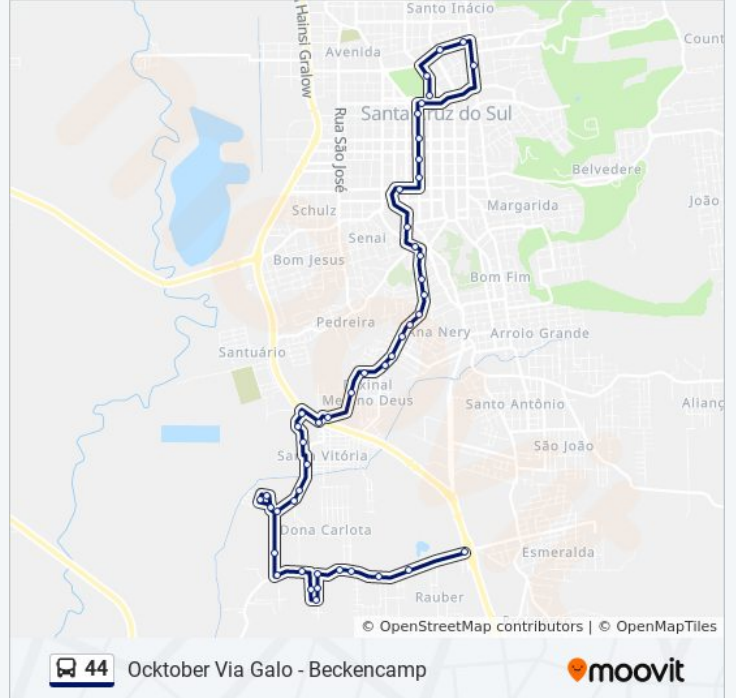 Santo Inácio
Avenida
Count
Hainsi Gralow
Santa Cruz do Sul
Rua São José
Belvedere
João
Schulz
Margarida
Senai
Bom Jesus
Bom Fim
Pedreira
Ana Nery
Arroio Grande
Santuário
Faxinal
Menino Deus
Santo Antônio
Alianç
São João
Santa Vitória
Dona Carlota
Esmeralda
Rauber
© OpenStreetMap contributors | © OpenMapTiles
44 Ocktober Via Galo - Beckencamp
moovit